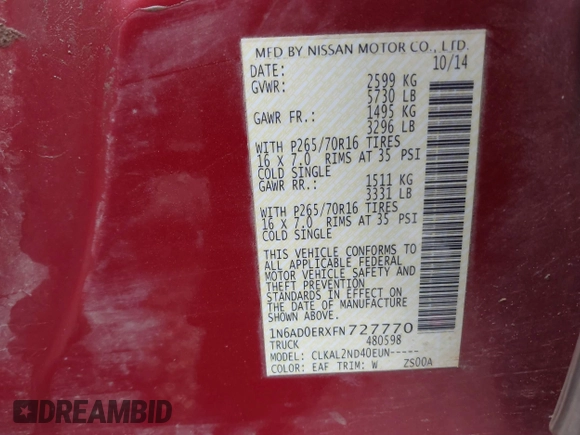 MFD BY NISSAN MOTOR CO., LTD.
DATE: 10/14
GVWR: 2599 KG
5730 LB
GAWR FR.: 1495 KG
3296 LB
WITH P265/70R16 TIRES
16 X 7.0 RIMS AT 35 PSI
COLD SINGLE
GAWR RR.: 1511 KG
3331 LB
WITH P265/70R16 TIRES
16 X 7.0 RIMS AT 35 PSI
COLD SINGLE
THIS VEHICLE CONFORMS TO
ALL APPLICABLE FEDERAL
MOTOR VEHICLE SAFETY AND
THEFT PREVENTION
STANDARDS IN EFFECT ON
THE DATE OF MANUFACTURE
SHOWN ABOVE.
1N6AD0ERXFN727770
TRUCK 480598
MODEL: CLKAL2ND40EUN-----
COLOR: EAF TRIM: W ZS00A
DREAMBID